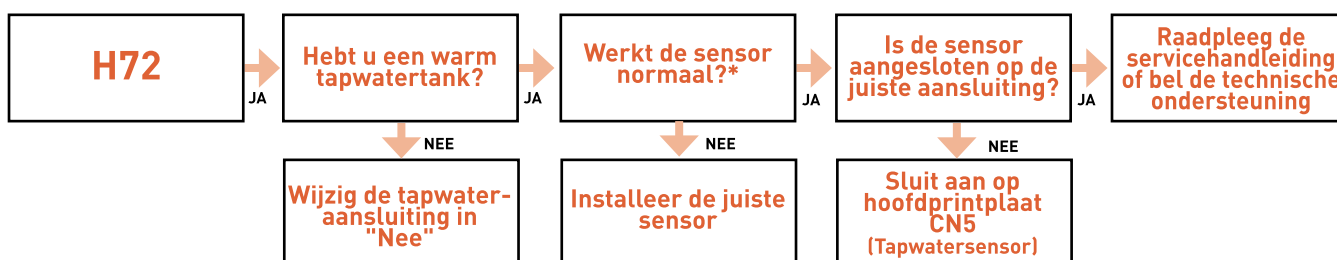 H72
JA
Hebt u een warm
tapwatertank?
JA
NEE
Wijzig de tapwater-
aansluiting in
"Nee"
Werkt de sensor
normaal?*
JA
NEE
Installeer de juiste
sensor
Is de sensor
aangesloten op de
juiste aansluiting?
JA
NEE
Sluit aan op
hoofdprintplaat
CN5
(Tapwatersensor)
Raadpleeg de
servicehandleiding
of bel de technische
ondersteuning